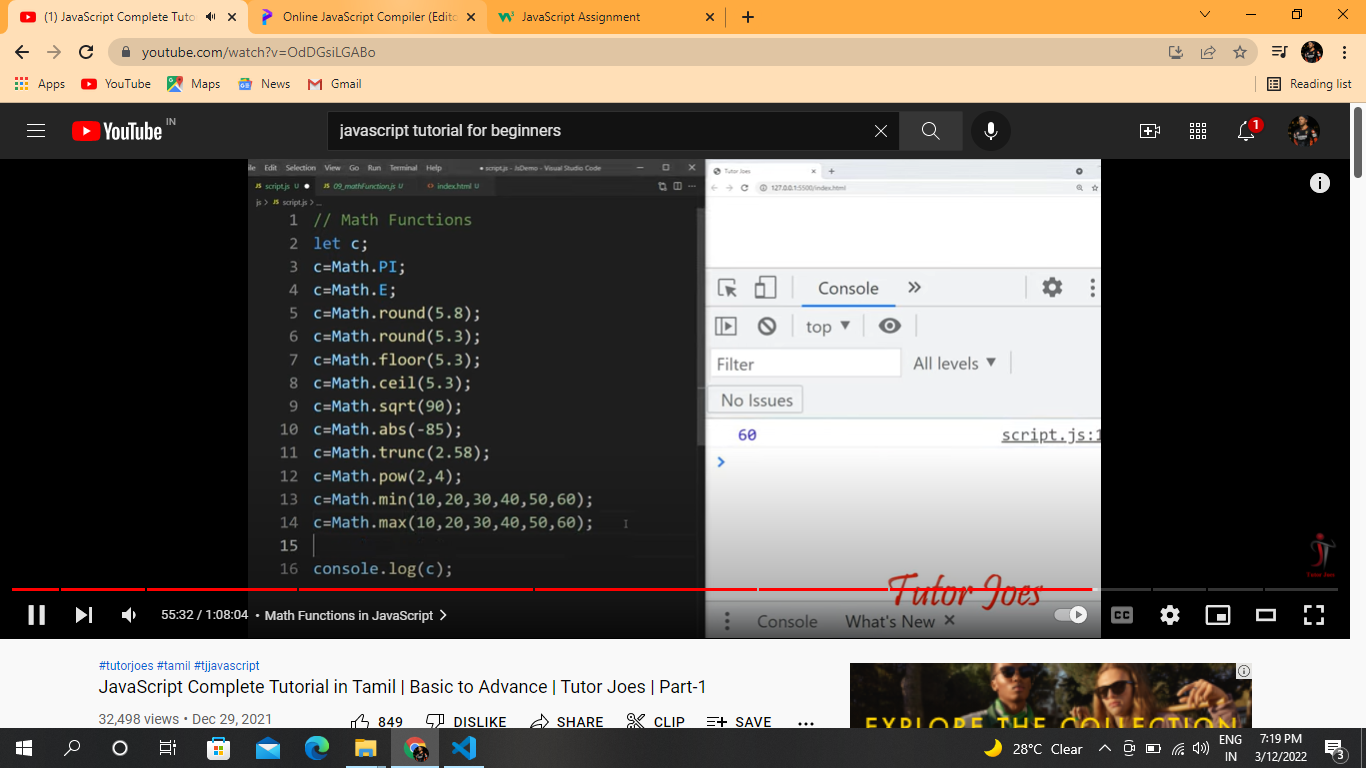 (1) JavaScript Complete Tuto
Online JavaScript Compiler (Edito
JavaScript Assignment
youtube.com/watch?v=OdDGsiLGABo
Apps
YouTube
Maps
News
Gmail
Reading list
YouTube IN
javascript tutorial for beginners
1
File Edit Selection View Go Run Terminal Help
● script.js - JsDemo - Visual Studio Code
JS script.js U ●
JS 09_mathFunction.js U
<> index.html U
js > JS script.js > ...
1 // Math Functions
2 let c;
3 c=Math.PI;
4 c=Math.E;
5 c=Math.round(5.8);
6 c=Math.round(5.3);
7 c=Math.floor(5.3);
8 c=Math.ceil(5.3);
9 c=Math.sqrt(90);
10 c=Math.abs(-85);
11 c=Math.trunc(2.58);
12 c=Math.pow(2,4);
13 c=Math.min(10,20,30,40,50,60);
14 c=Math.max(10,20,30,40,50,60);
15
16 console.log(c);
Tutor Joes
127.0.0.1:5500/index.html
Console »
top ▼
Filter
All levels ▼
No Issues
60 script.js:1
>
Tutor Joes
Console
What's New ×
Tutor Joes
55:32 / 1:08:04 • Math Functions in JavaScript >
CC
#tutorjoes #tamil #tjjavascript
JavaScript Complete Tutorial in Tamil | Basic to Advance | Tutor Joes | Part-1
32,498 views • Dec 29, 2021
849
DISLIKE
SHARE
CLIP
SAVE
...
EXPLORE THE COLLECTION
28°C Clear
ENG
IN
7:19 PM
3/12/2022
3